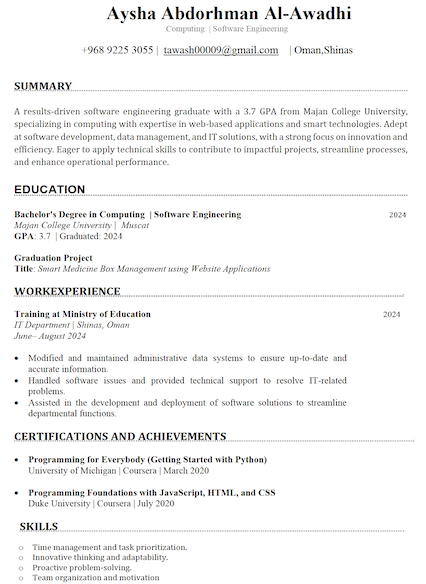 Aysha Abdorhman Al-Awadhi
Computing | Software Engineering
+968 9225 3055 | tawash00009@gmail.com | Oman,Shinas
SUMMARY
A results-driven software engineering graduate with a 3.7 GPA from Majan College University,
specializing in computing with expertise in web-based applications and smart technologies. Adept
at software development, data management, and IT solutions, with a strong focus on innovation and
efficiency. Eager to apply technical skills to contribute to impactful projects, streamline processes,
and enhance operational performance.
EDUCATION
Bachelor's Degree in Computing | Software Engineering 2024
Majan College University | Muscat
GPA: 3.7 | Graduated: 2024
Graduation Project
Title: Smart Medicine Box Management using Website Applications
WORKEXPERIENCE
Training at Ministry of Education 2024
IT Department | Shinas, Oman
June– August 2024
• Modified and maintained administrative data systems to ensure up-to-date and
accurate information.
• Handled software issues and provided technical support to resolve IT-related
problems.
• Assisted in the development and deployment of software solutions to streamline
departmental functions.
CERTIFICATIONS AND ACHIEVEMENTS
• Programming for Everybody (Getting Started with Python)
University of Michigan | Coursera | March 2020
• Programming Foundations with JavaScript, HTML, and CSS
Duke University | Coursera | July 2020
SKILLS
o Time management and task prioritization.
o Innovative thinking and adaptability.
o Proactive problem-solving.
o Team organization and motivation